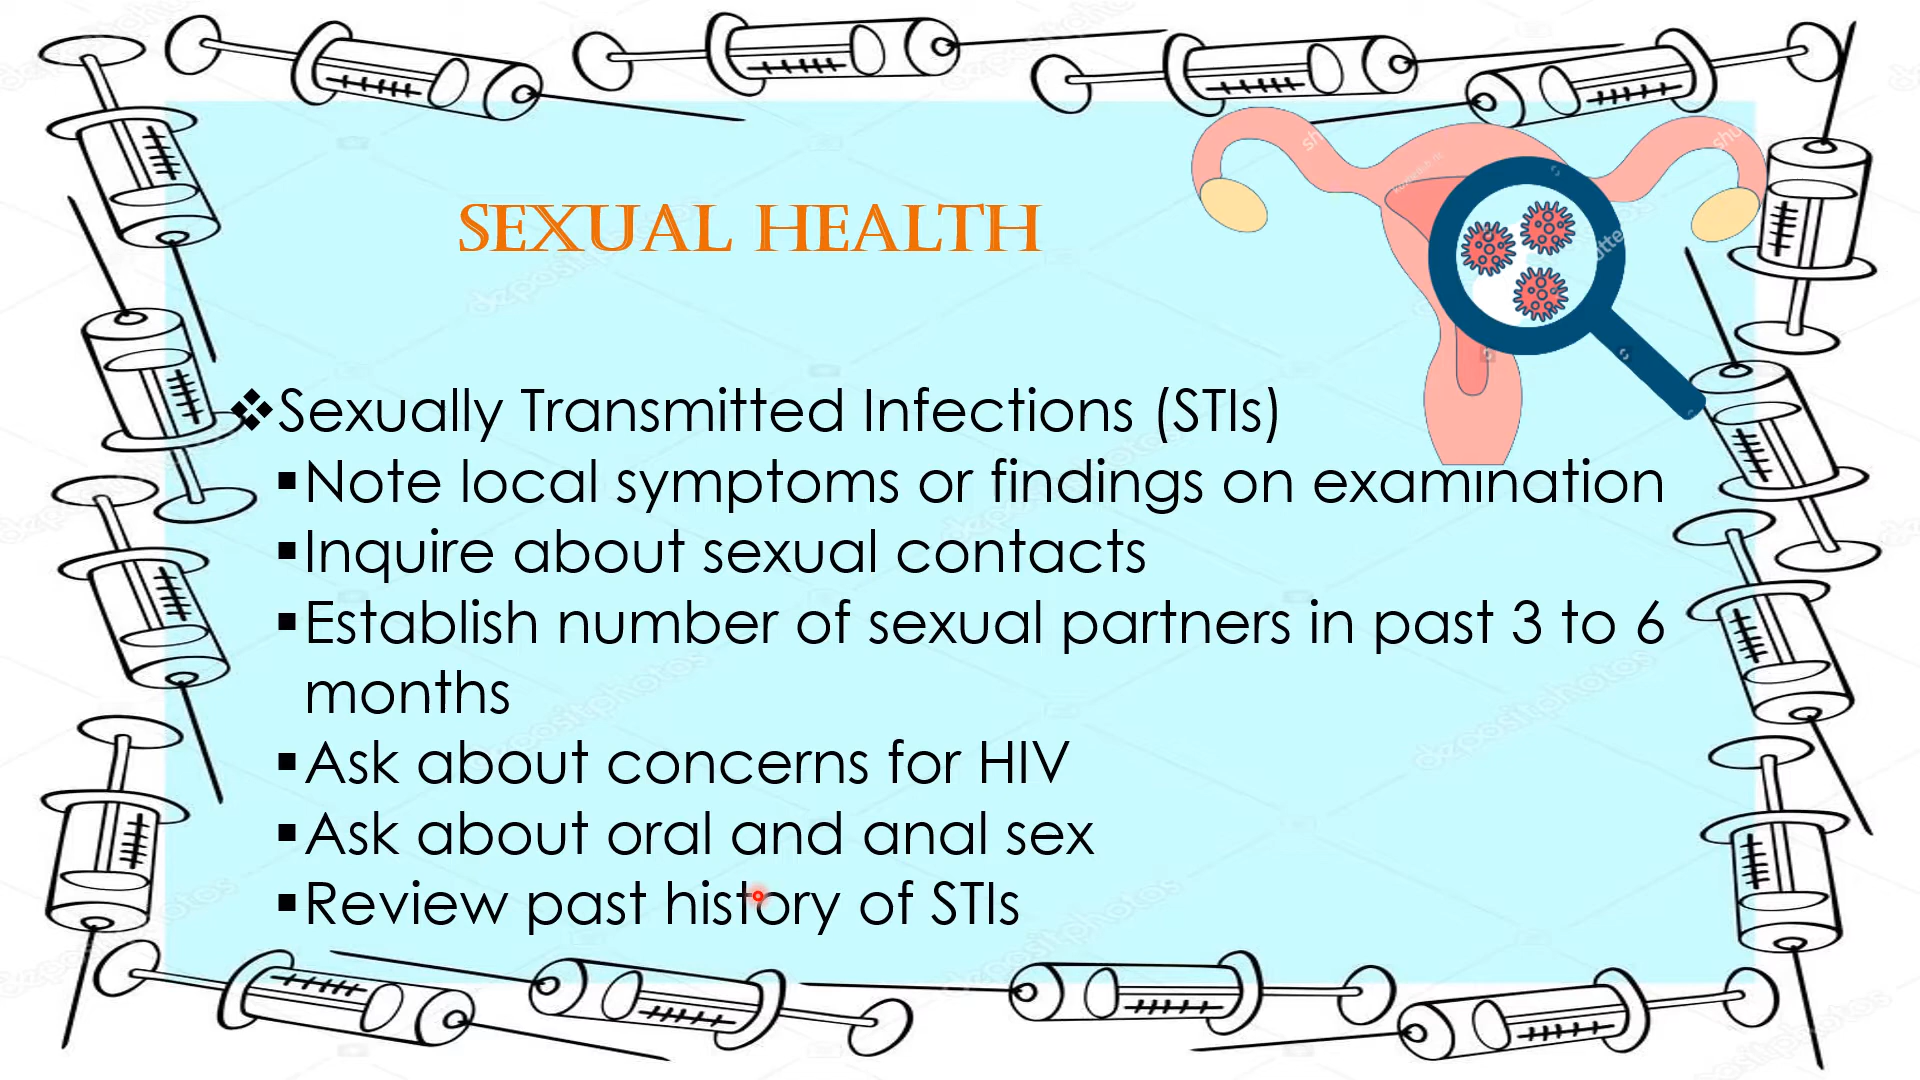 SEXUAL HEALTH
❖Sexually Transmitted Infections (STIs)
▪Note local symptoms or findings on examination
▪Inquire about sexual contacts
▪Establish number of sexual partners in past 3 to 6
months
▪Ask about concerns for HIV
▪Ask about oral and anal sex
▪Review past history of STIs